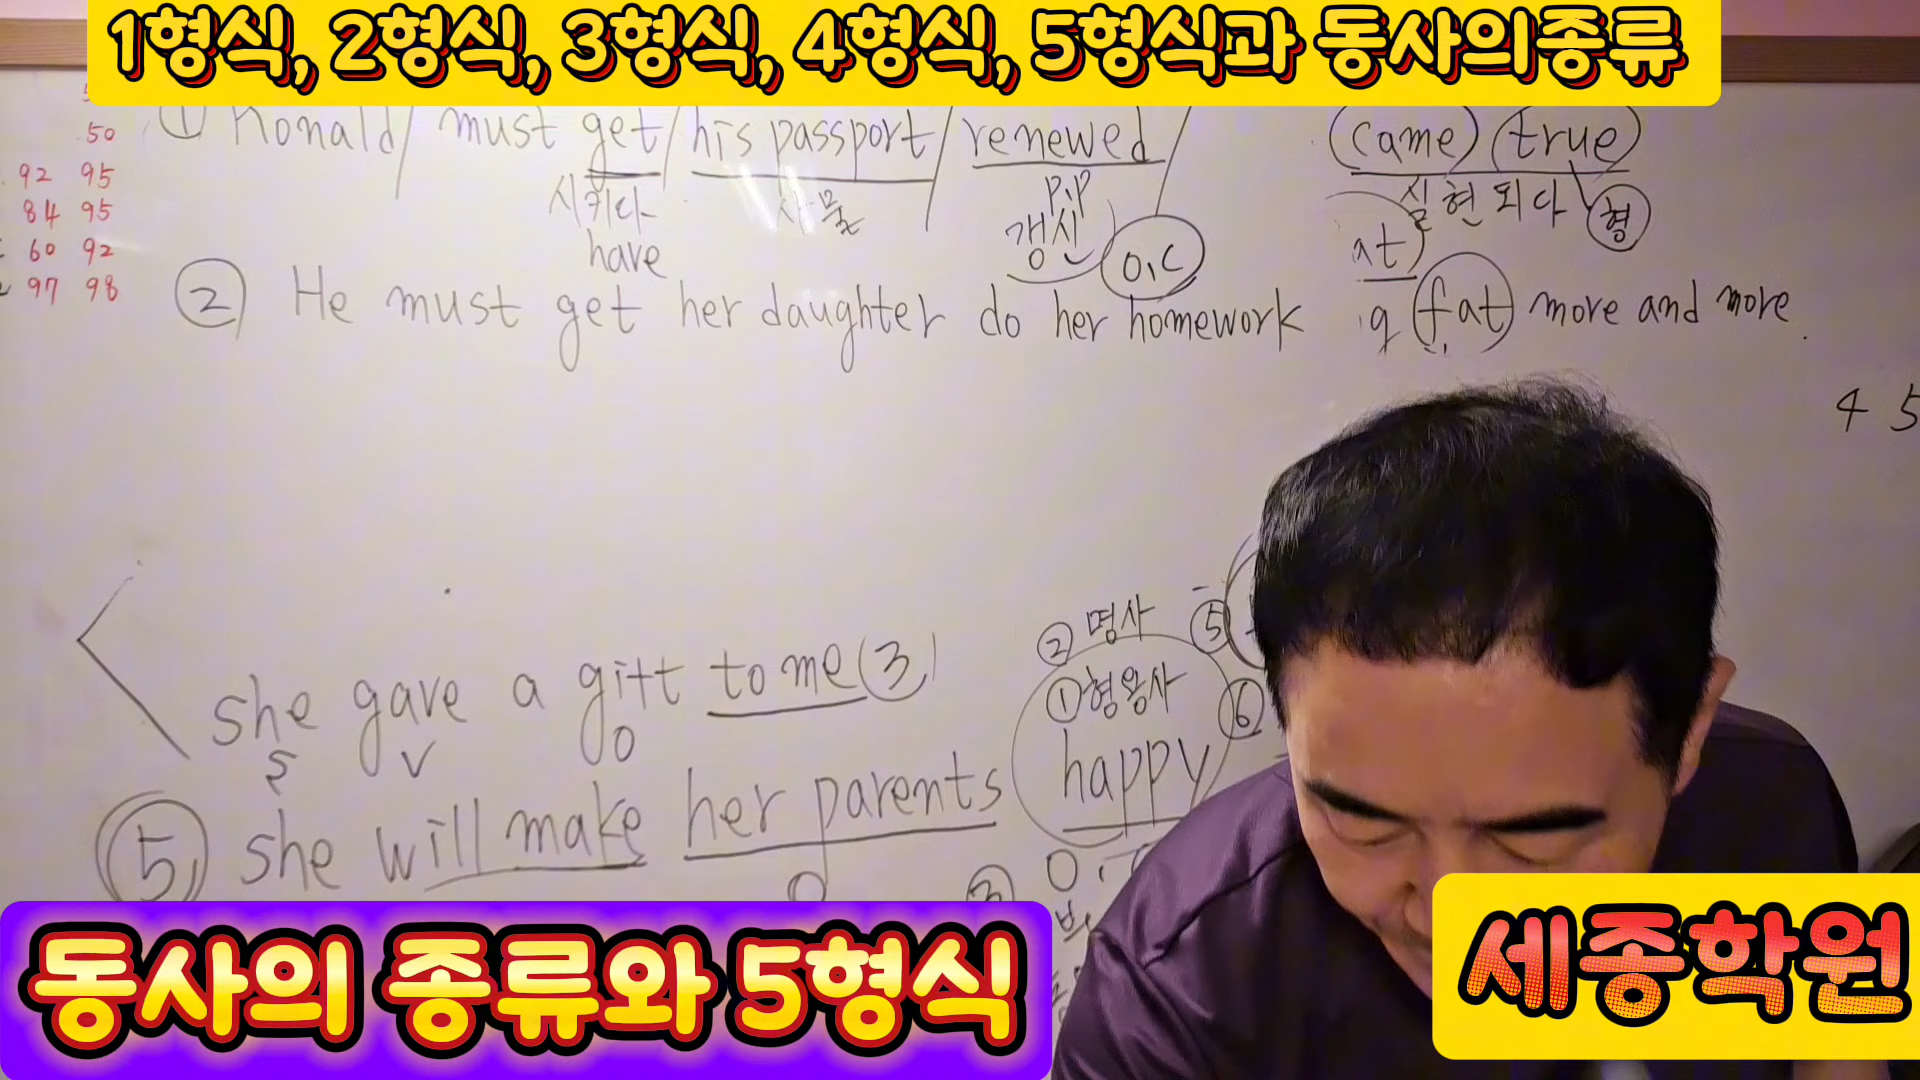 1형식, 2형식, 3형식, 4형식, 5형식과 동사의종류
50
92 95
84 95
60 92
97 98
① Ronald / must get / his passport / renewed /
시키다
have
사물
p.p
갱신
O.C
came true
실현되다
형
at
② He must get her daughter do her homework
fat more and more.
4 5
she gave a gift to me ③
S V O
② 명사
① 형용사
⑤
⑥
⑤ she will make her parents happy
O
동사의 종류와 5형식
세종학원